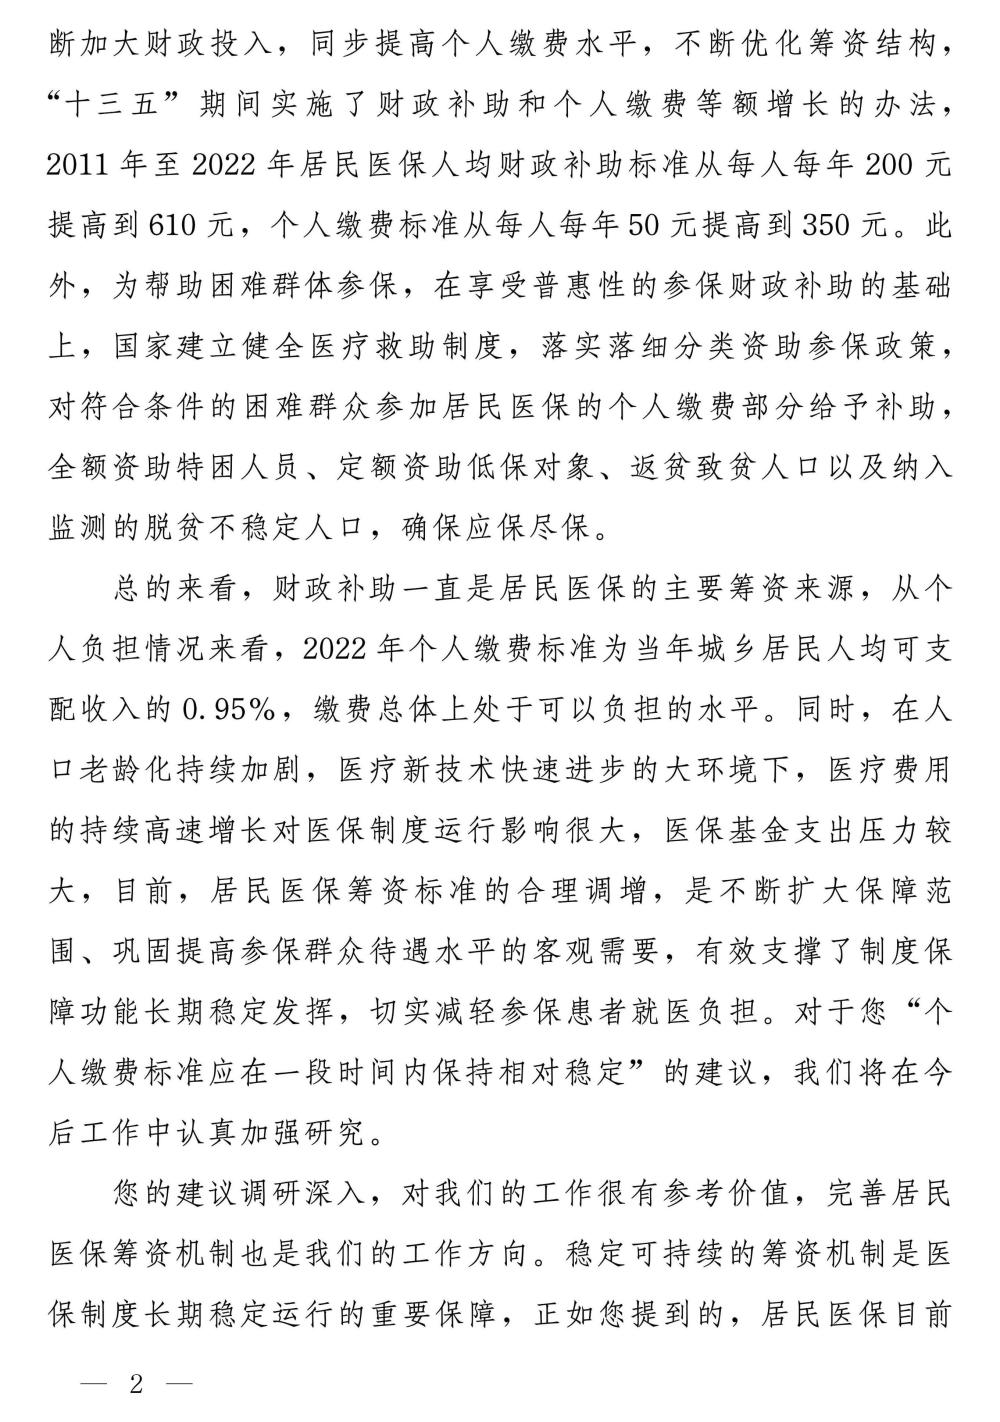 断加大财政投入，同步提高个人缴费水平，不断优化筹资结构，
“十三五”期间实施了财政补助和个人缴费等额增长的办法，
2011 年至 2022 年居民医保人均财政补助标准从每人每年 200 元
提高到 610 元，个人缴费标准从每人每年 50 元提高到 350 元。此
外，为帮助困难群体参保，在享受普惠性的参保财政补助的基础
上，国家建立健全医疗救助制度，落实落细分类资助参保政策，
对符合条件的困难群众参加居民医保的个人缴费部分给予补助，
全额资助特困人员、定额资助低保对象、返贫致贫人口以及纳入
监测的脱贫不稳定人口，确保应保尽保。
总的来看，财政补助一直是居民医保的主要筹资来源，从个
人负担情况来看，2022 年个人缴费标准为当年城乡居民人均可支
配收入的 0.95%，缴费总体上处于可以负担的水平。同时，在人
口老龄化持续加剧，医疗新技术快速进步的大环境下，医疗费用
的持续高速增长对医保制度运行影响很大，医保基金支出压力较
大，目前，居民医保筹资标准的合理调增，是不断扩大保障范
围、巩固提高参保群众待遇水平的客观需要，有效支撑了制度保
障功能长期稳定发挥，切实减轻参保患者就医负担。对于您“个
人缴费标准应在一段时间内保持相对稳定”的建议，我们将在今
后工作中认真加强研究。
您的建议调研深入，对我们的工作很有参考价值，完善居民
医保筹资机制也是我们的工作方向。稳定可持续的筹资机制是医
保制度长期稳定运行的重要保障，正如您提到的，居民医保目前
— 2 —